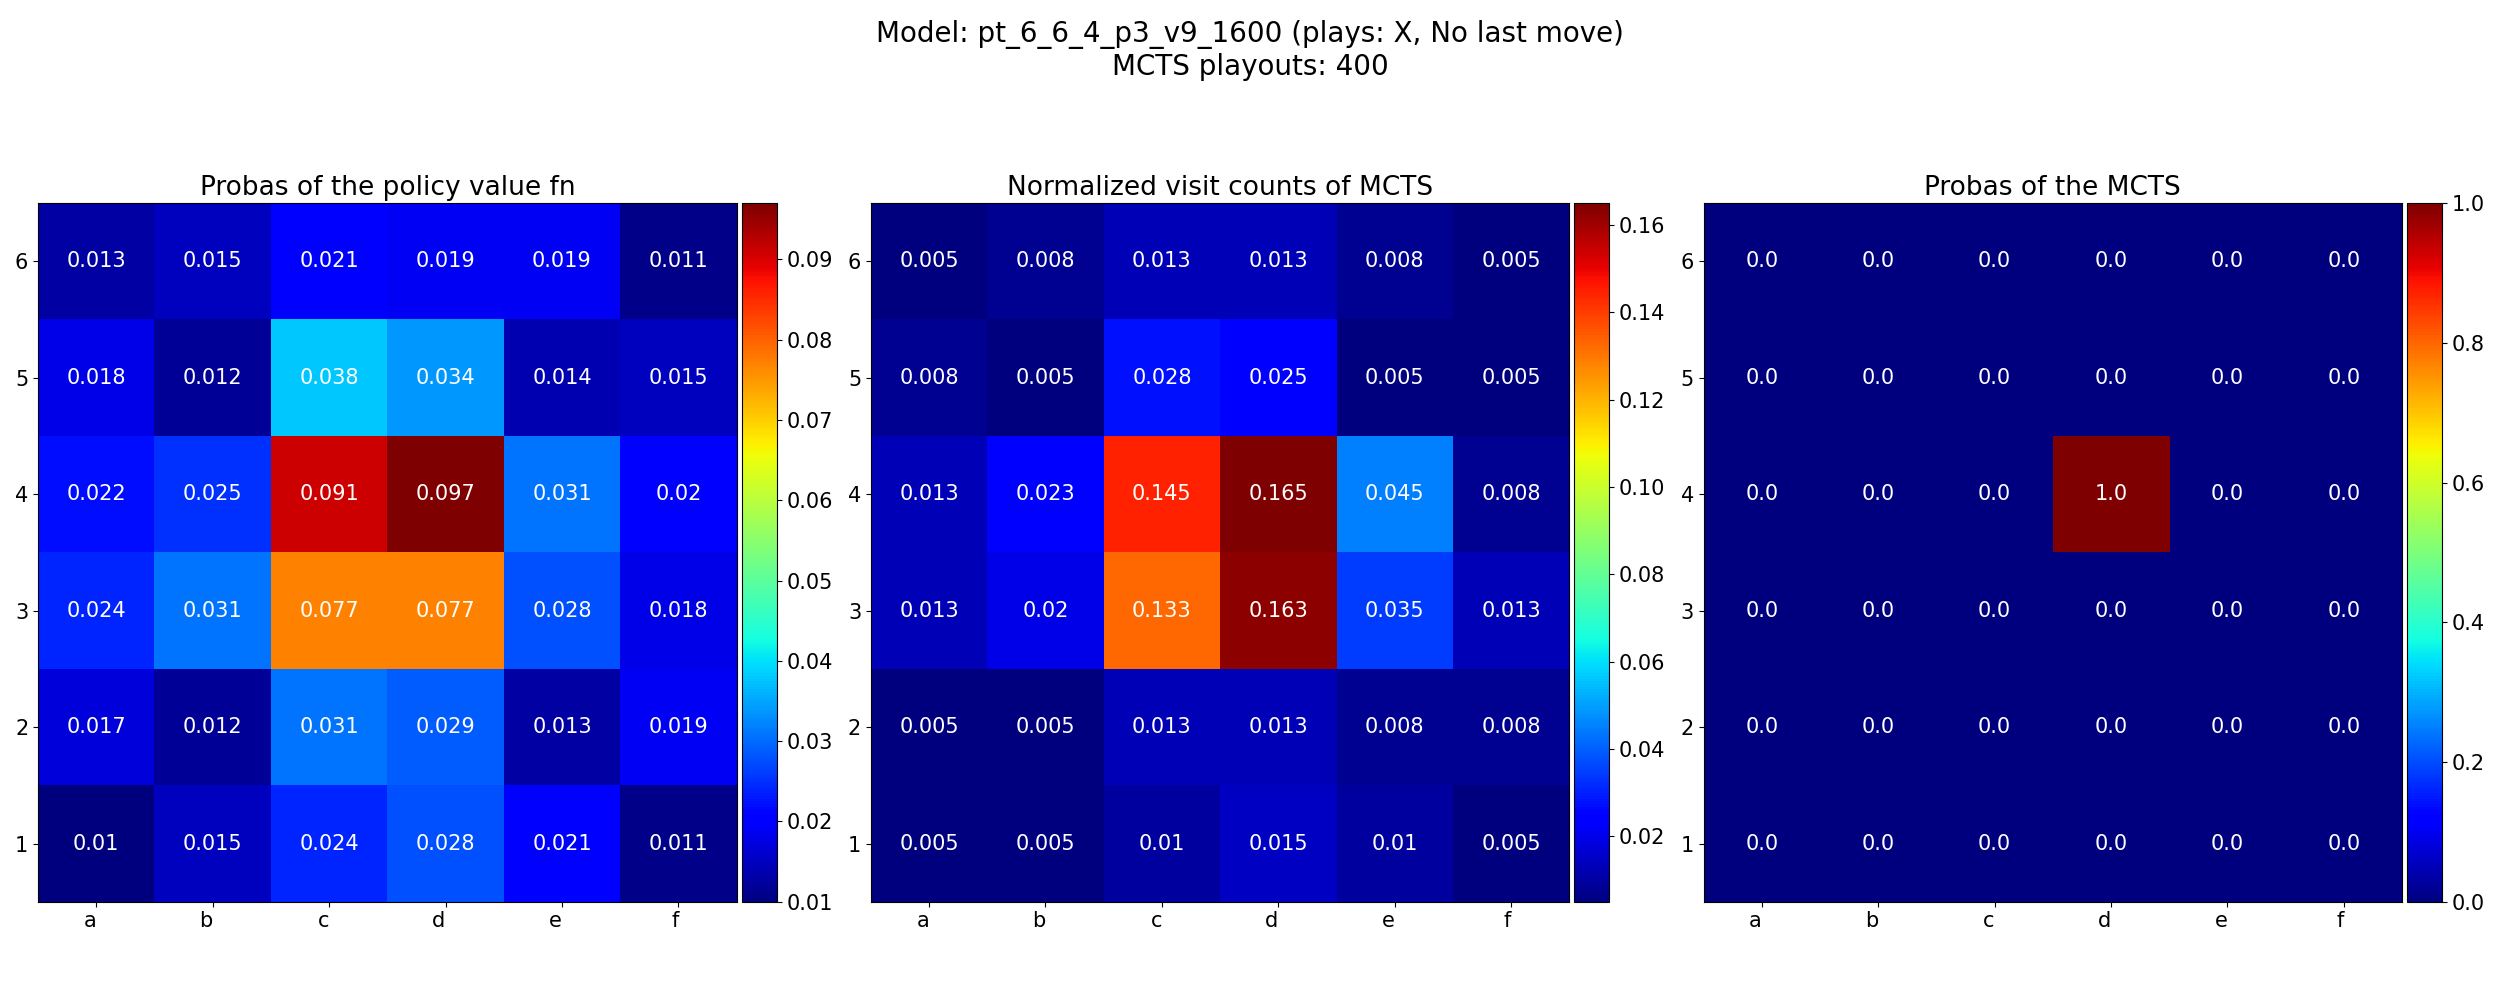 Model: pt_6_6_4_p3_v9_1600 (plays: X, No last move)
MCTS playouts: 400
Probas of the policy value fn
6 0.013 0.015 0.021 0.019 0.019 0.011
5 0.018 0.012 0.038 0.034 0.014 0.015
4 0.022 0.025 0.091 0.097 0.031 0.02
3 0.024 0.031 0.077 0.077 0.028 0.018
2 0.017 0.012 0.031 0.029 0.013 0.019
1 0.01 0.015 0.024 0.028 0.021 0.011
a b c d e f
0.09
0.08
0.07
0.06
0.05
0.04
0.03
0.02
0.01
Normalized visit counts of MCTS
6 0.005 0.008 0.013 0.013 0.008 0.005
5 0.008 0.005 0.028 0.025 0.005 0.005
4 0.013 0.023 0.145 0.165 0.045 0.008
3 0.013 0.02 0.133 0.163 0.035 0.013
2 0.005 0.005 0.013 0.013 0.008 0.008
1 0.005 0.005 0.01 0.015 0.01 0.005
a b c d e f
0.16
0.14
0.12
0.10
0.08
0.06
0.04
0.02
Probas of the MCTS
6 0.0 0.0 0.0 0.0 0.0 0.0
5 0.0 0.0 0.0 0.0 0.0 0.0
4 0.0 0.0 0.0 1.0 0.0 0.0
3 0.0 0.0 0.0 0.0 0.0 0.0
2 0.0 0.0 0.0 0.0 0.0 0.0
1 0.0 0.0 0.0 0.0 0.0 0.0
a b c d e f
1.0
0.8
0.6
0.4
0.2
0.0